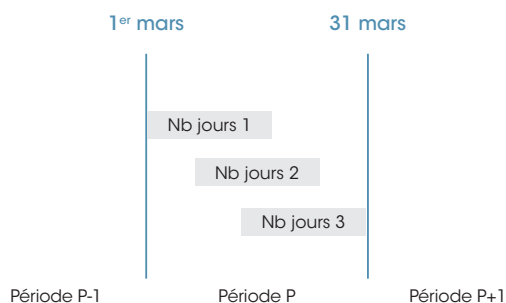 1er mars 31 mars
Nb jours 1
Nb jours 2
Nb jours 3
Période P-1 Période P Période P+1